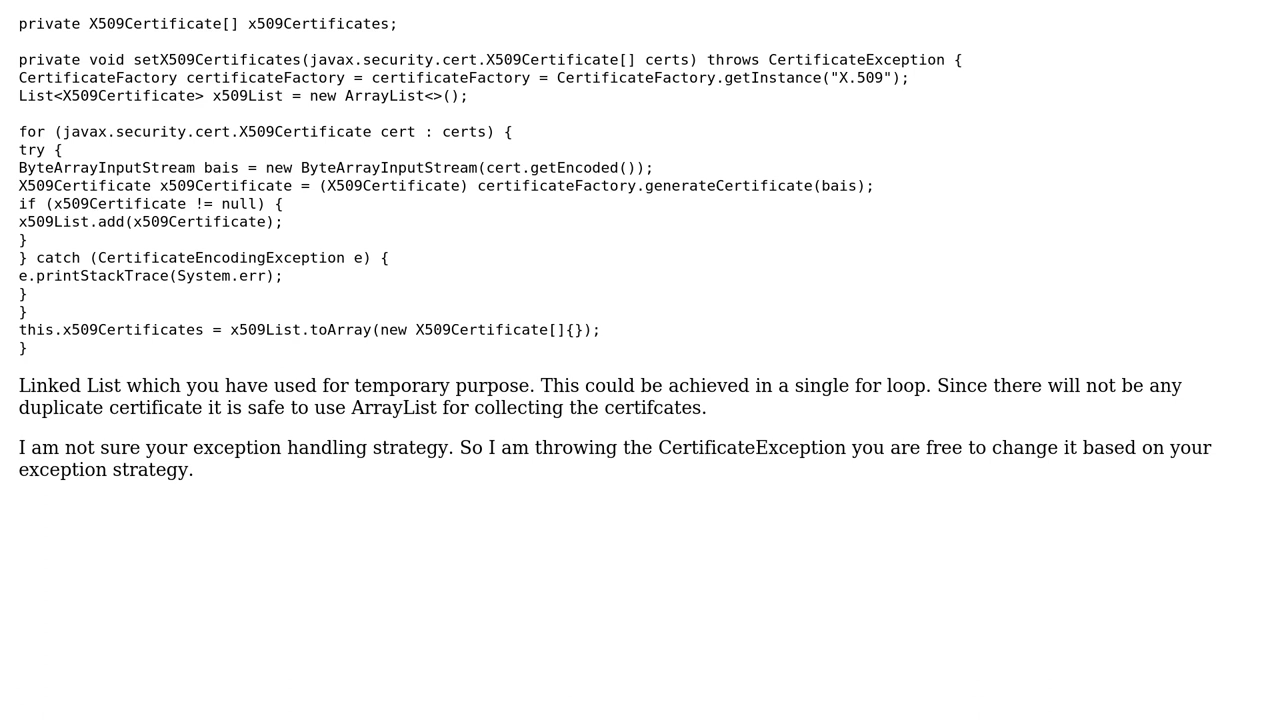 private X509Certificate[] x509Certificates;

private void setX509Certificates(javax.security.cert.X509Certificate[] certs) throws CertificateException {
CertificateFactory certificateFactory = certificateFactory = CertificateFactory.getInstance("X.509");
List<X509Certificate> x509List = new ArrayList<>();

for (javax.security.cert.X509Certificate cert : certs) {
try {
ByteArrayInputStream bais = new ByteArrayInputStream(cert.getEncoded());
X509Certificate x509Certificate = (X509Certificate) certificateFactory.generateCertificate(bais);
if (x509Certificate != null) {
x509List.add(x509Certificate);
}
} catch (CertificateEncodingException e) {
e.printStackTrace(System.err);
}
}
this.x509Certificates = x509List.toArray(new X509Certificate[]{});
}

Linked List which you have used for temporary purpose. This could be achieved in a single for loop. Since there will not be any
duplicate certificate it is safe to use ArrayList for collecting the certifcates.

I am not sure your exception handling strategy. So I am throwing the CertificateException you are free to change it based on your
exception strategy.